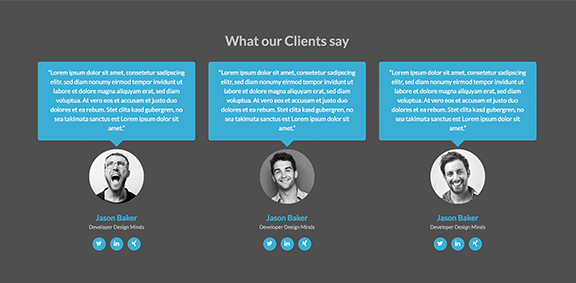 What our Clients say
"Lorem ipsum dolor sit amet, consetetur sadipscing
elitr, sed diam nonumy eirmod tempor invidunt ut
labore et dolore magna aliquyam erat, sed diam
voluptua. At vero eos et accusam et justo duo
dolores et ea rebum. Stet clita kasd gubergren, no
sea takimata sanctus est Lorem ipsum dolor sit
amet."
"Lorem ipsum dolor sit amet, consetetur sadipscing
elitr, sed diam nonumy eirmod tempor invidunt ut
labore et dolore magna aliquyam erat, sed diam
voluptua. At vero eos et accusam et justo duo
dolores et ea rebum. Stet clita kasd gubergren, no
sea takimata sanctus est Lorem ipsum dolor sit
amet."
"Lorem ipsum dolor sit amet, consetetur sadipscing
elitr, sed diam nonumy eirmod tempor invidunt ut
labore et dolore magna aliquyam erat, sed diam
voluptua. At vero eos et accusam et justo duo
dolores et ea rebum. Stet clita kasd gubergren, no
sea takimata sanctus est Lorem ipsum dolor sit
amet."
Jason Baker
Developer Design Minds
Jason Baker
Developer Design Minds
Jason Baker
Developer Design Minds